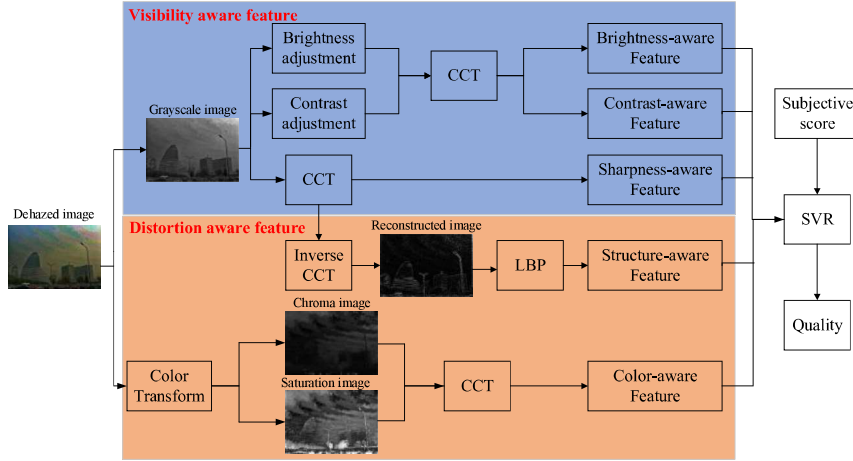 Visibility aware feature
Brightness
adjustment
Contrast
adjustment
CCT
Brightness-aware
Feature
Contrast-aware
Feature
Grayscale image
CCT
Sharpness-aware
Feature
Subjective
score
Dehazed image
SVR
Quality
Distortion aware feature
Inverse
CCT
Reconstructed image
LBP
Structure-aware
Feature
Chroma image
Color
Transform
Saturation image
CCT
Color-aware
Feature